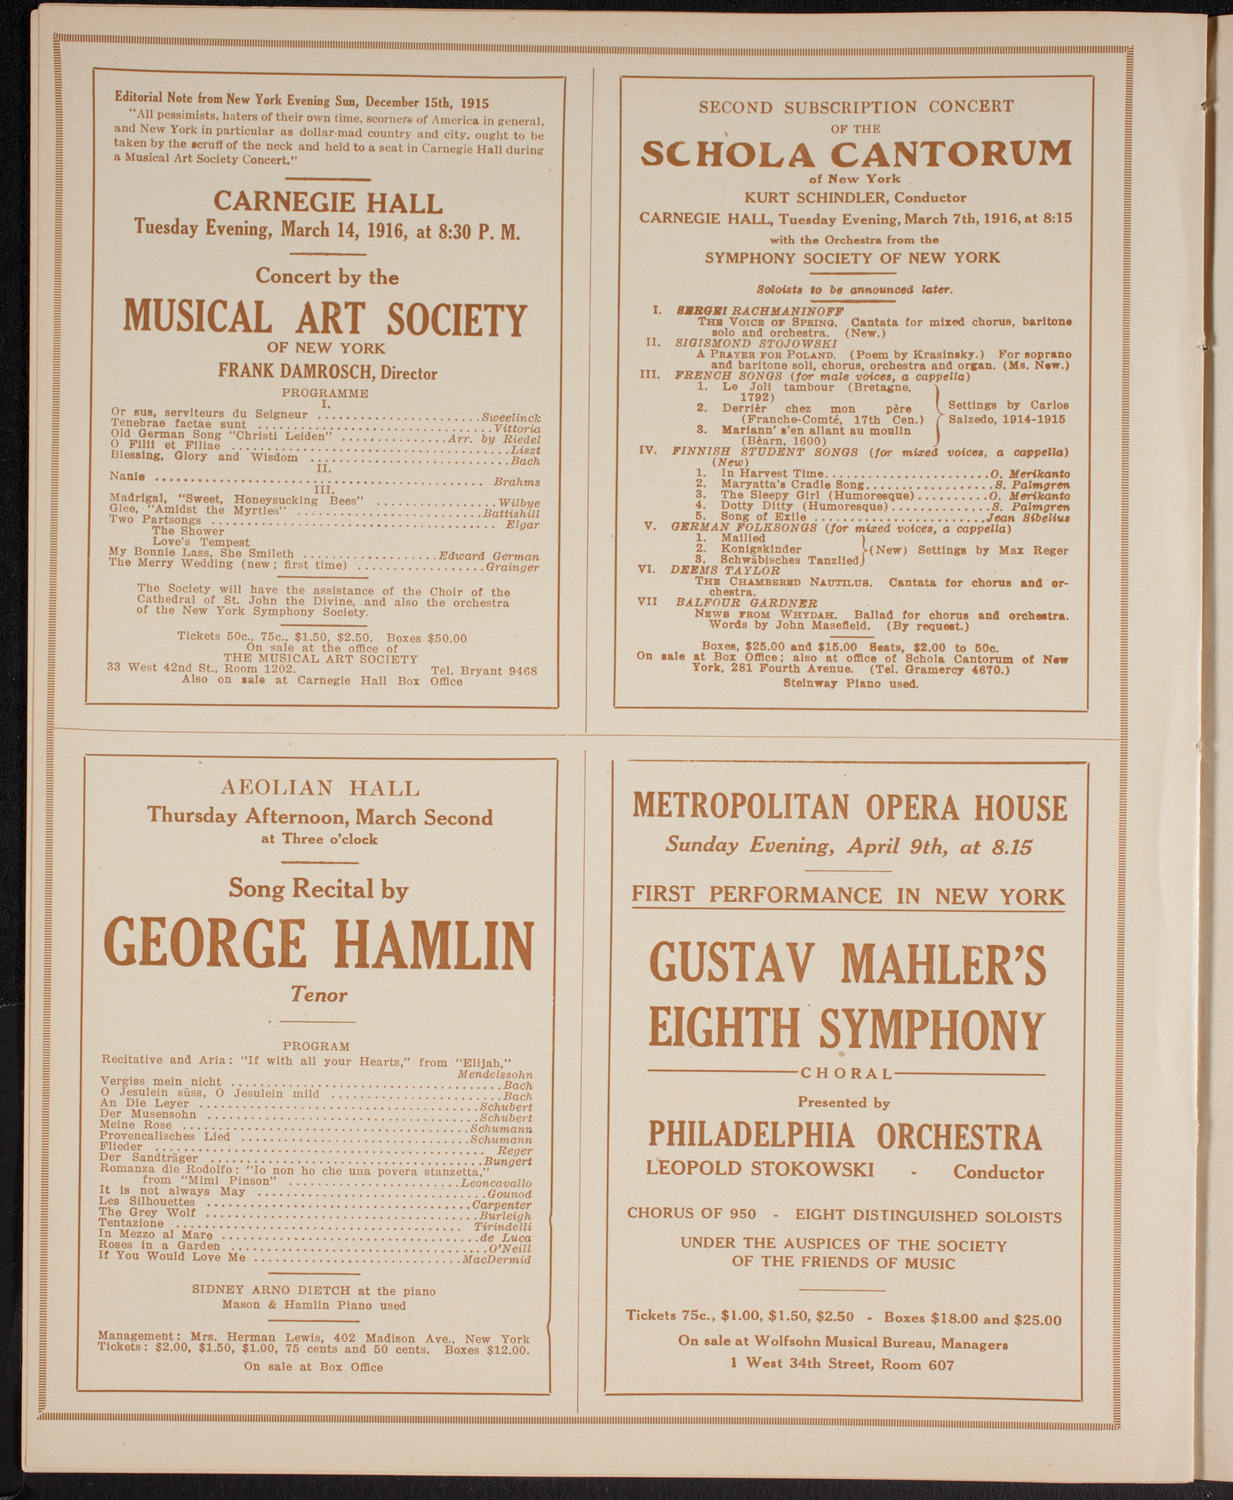 Editorial Note from New York Evening Sun, December 15th, 1915
"All pessimists, haters of their own time, scorners of America in general,
and New York in particular as dollar-mad country and city, ought to be
taken by the scruff of the neck and held to a seat in Carnegie Hall during
a Musical Art Society Concert."
CARNEGIE HALL
Tuesday Evening, March 14, 1916, at 8:30 P. M.
Concert by the
MUSICAL ART SOCIETY
OF NEW YORK
FRANK DAMROSCH, Director
PROGRAMME
I.
Or sus, serviteurs du Seigneur ........ Sweelinck
Tenebrae factae sunt ........ Vittoria
Old German Song "Christi Leiden" ........ Arr. by Riedel
O Filii et Filiae ........ Liszt
Blessing, Glory and Wisdom ........ Bach
II.
Nanie ........ Brahms
III.
Madrigal, "Sweet, Honeysucking Bees" ........ Wilbye
Glee, "Amidst the Myrtles" ........ Battishill
Two Partsongs ........ Elgar
The Shower
Love's Tempest
My Bonnie Lass, She Smileth ........ Edward German
The Merry Wedding (new; first time) ........ Grainger
The Society will have the assistance of the Choir of the
Cathedral of St. John the Divine, and also the orchestra
of the New York Symphony Society.
Tickets 50c., 75c., $1.50, $2.50. Boxes $50.00
On sale at the office of
THE MUSICAL ART SOCIETY
33 West 42nd St., Room 1202. Tel. Bryant 9468
Also on sale at Carnegie Hall Box Office
SECOND SUBSCRIPTION CONCERT
OF THE
SCHOLA CANTORUM
of New York
KURT SCHINDLER, Conductor
CARNEGIE HALL, Tuesday Evening, March 7th, 1916, at 8:15
with the Orchestra from the
SYMPHONY SOCIETY OF NEW YORK
Soloists to be announced later.
I. SERGEI RACHMANINOFF
THE VOICE OF SPRING. Cantata for mixed chorus, baritone
solo and orchestra. (New.)
II. SIGISMOND STOJOWSKI
A PRAYER FOR POLAND. (Poem by Krasinsky.) For soprano
and baritone soli, chorus, orchestra and organ. (Ms. New.)
III. FRENCH SONGS (for male voices, a cappella)
1. Le Joli tambour (Bretagne,
1792)
2. Derrièr chez mon père
(Franche-Comté, 17th Cen.)
3. Mariann' s'en allant au moulin
(Béarn, 1600)
Settings by Carlos
Salzedo, 1914-1915
IV. FINNISH STUDENT SONGS (for mixed voices, a cappella)
(New)
1. In Harvest Time ........ O. Merikanto
2. Maryatta's Cradle Song ........ S. Palmgren
3. The Sleepy Girl (Humoresque) ........ O. Merikanto
4. Dotty Ditty (Humoresque) ........ S. Palmgren
5. Song of Exile ........ Jean Sibelius
V. GERMAN FOLKSONGS (for mixed voices, a cappella)
1. Mailied
2. Konigskinder
3. Schwäbisches Tanzlied
(New) Settings by Max Reger
VI. DEEMS TAYLOR
THE CHAMBERED NAUTILUS. Cantata for chorus and or-
chestra.
VII BALFOUR GARDNER
NEWS FROM WHYDAH. Ballad for chorus and orchestra.
Words by John Masefield. (By request.)
Boxes, $25.00 and $15.00 Seats, $2.00 to 50c.
On sale at Box Office; also at office of Schola Cantorum of New
York, 281 Fourth Avenue. (Tel. Gramercy 4670.)
Steinway Piano used.
AEOLIAN HALL
Thursday Afternoon, March Second
at Three o'clock
Song Recital by
GEORGE HAMLIN
Tenor
PROGRAM
Recitative and Aria: "If with all your Hearts," from "Elijah,"
Mendelssohn
Vergiss mein nicht ........ Bach
O Jesulein süss, O Jesulein mild ........ Bach
An Die Leyer ........ Schubert
Der Musensohn ........ Schubert
Meine Rose ........ Schumann
Provencalisches Lied ........ Schumann
Flieder ........ Reger
Der Sandträger ........ Bungert
Romanza die Rodolfo: "Io non ho che una povera stanzetta,"
from "Mimi Pinson" ........ Leoncavallo
It is not always May ........ Gounod
Les Silhouettes ........ Carpenter
The Grey Wolf ........ Burleigh
Tentazione ........ Tirindelli
In Mezzo al Mare ........ de Luca
Roses in a Garden ........ O'Neill
If You Would Love Me ........ MacDermid
SIDNEY ARNO DIETCH at the piano
Mason & Hamlin Piano used
Management: Mrs. Herman Lewis, 402 Madison Ave., New York
Tickets: $2.00, $1.50, $1.00, 75 cents and 50 cents. Boxes $12.00.
On sale at Box Office
METROPOLITAN OPERA HOUSE
Sunday Evening, April 9th, at 8.15
FIRST PERFORMANCE IN NEW YORK
GUSTAV MAHLER'S
EIGHTH SYMPHONY
CHORAL
Presented by
PHILADELPHIA ORCHESTRA
LEOPOLD STOKOWSKI - Conductor
CHORUS OF 950 - EIGHT DISTINGUISHED SOLOISTS
UNDER THE AUSPICES OF THE SOCIETY
OF THE FRIENDS OF MUSIC
Tickets 75c., $1.00, $1.50, $2.50 - Boxes $18.00 and $25.00
On sale at Wolfsohn Musical Bureau, Managers
1 West 34th Street, Room 607